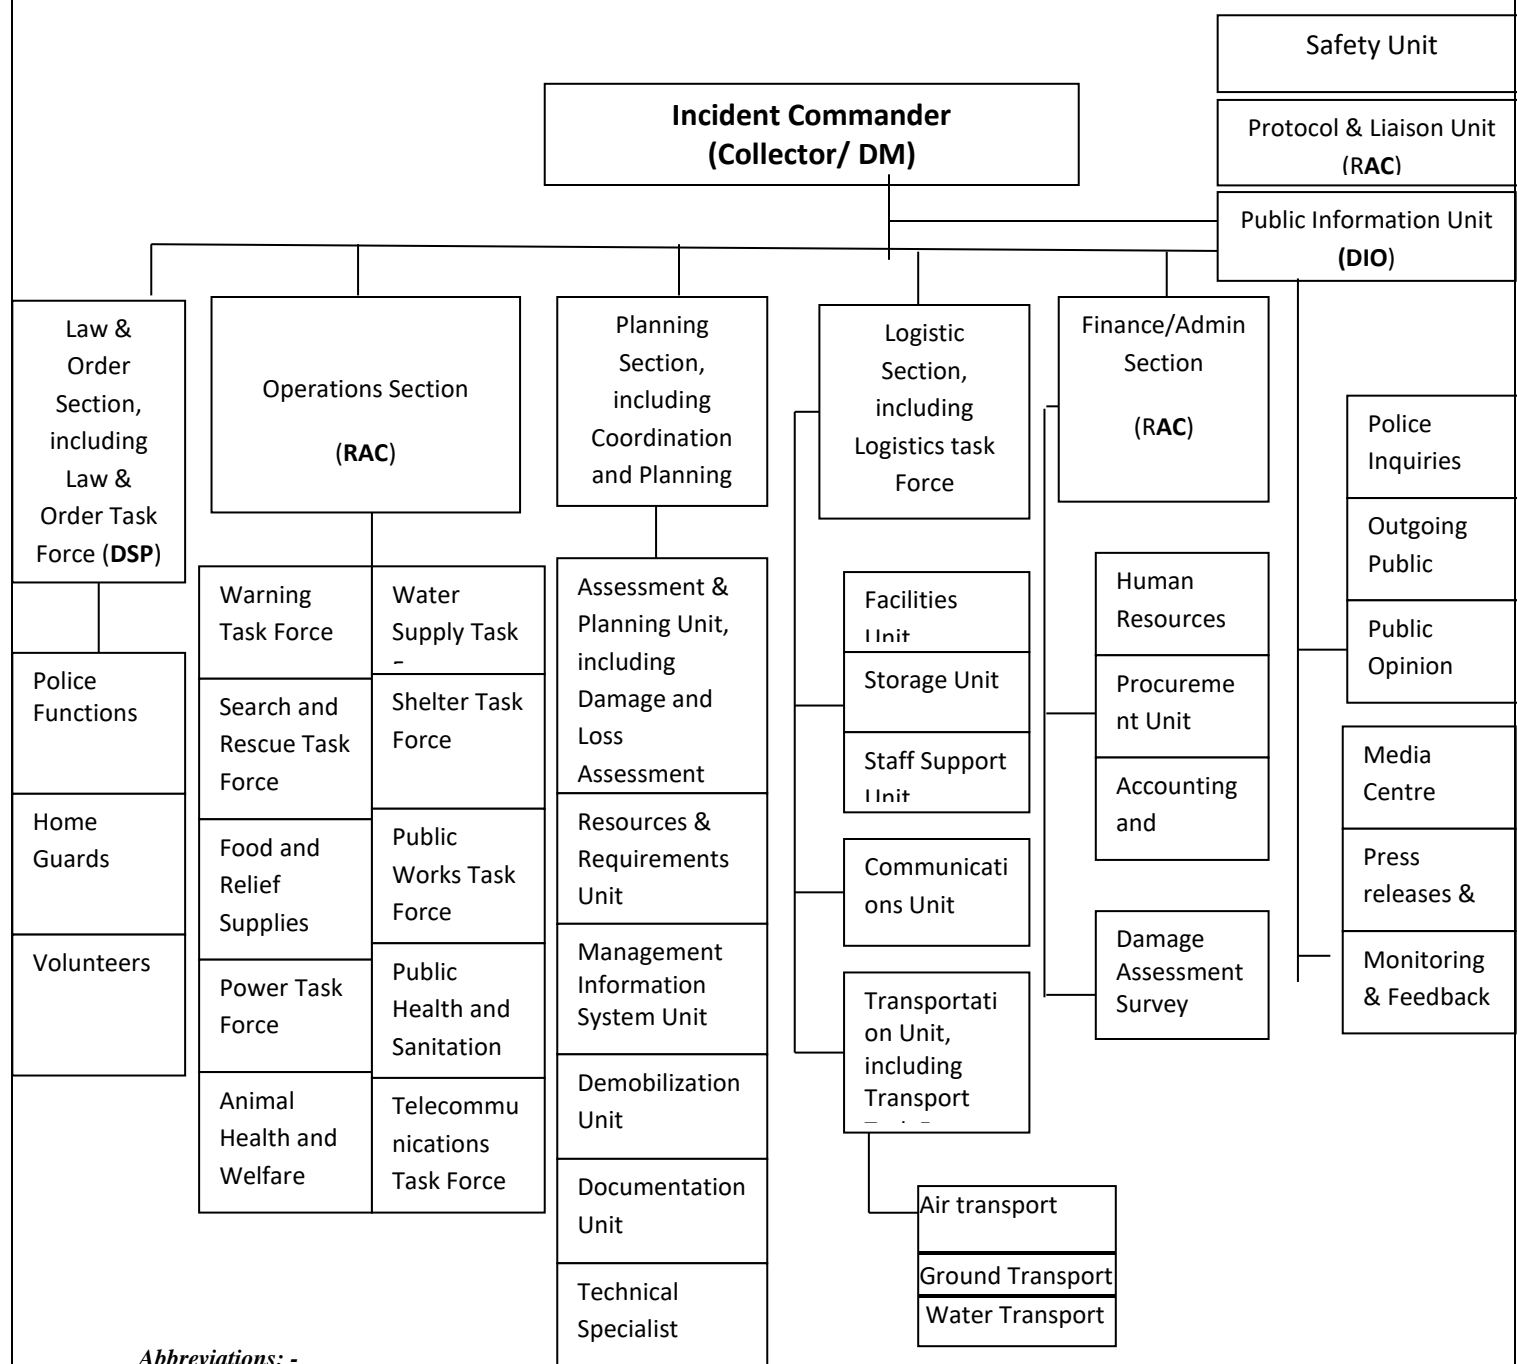 Safety Unit
Incident Commander
(Collector/ DM)
Protocol & Liaison Unit
(RAC)
Public Information Unit
(DIO)
Law &
Order
Section,
including
Law &
Order Task
Force (DSP)
Operations Section
(RAC)
Planning
Section,
including
Coordination
and Planning
Logistic
Section,
including
Logistics task
Force
Finance/Admin
Section
(RAC)
Police
Inquiries
Outgoing
Public
Public
Opinion
Media
Centre
Press
releases &
Monitoring
& Feedback
Police
Functions
Home
Guards
Volunteers
Warning
Task Force
Search and
Rescue Task
Force
Food and
Relief
Supplies
Power Task
Force
Animal
Health and
Welfare
Water
Supply Task
Shelter Task
Force
Public
Works Task
Force
Public
Health and
Sanitation
Telecommu
nications
Task Force
Assessment &
Planning Unit,
including
Damage and
Loss
Assessment
Resources &
Requirements
Unit
Management
Information
System Unit
Demobilization
Unit
Documentation
Unit
Technical
Specialist
Facilities
Unit
Storage Unit
Staff Support
Unit
Communicati
ons Unit
Transportati
on Unit,
including
Transport
Air transport
Ground Transport
Water Transport
Human
Resources
Procureme
nt Unit
Accounting
and
Damage
Assessment
Survey
Abbreviations: -